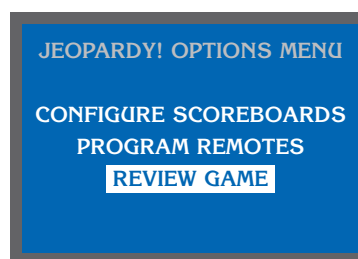 JEOPARDY! OPTIONS MENU
CONFIGURE SCOREBOARDS
PROGRAM REMOTES
REVIEW GAME